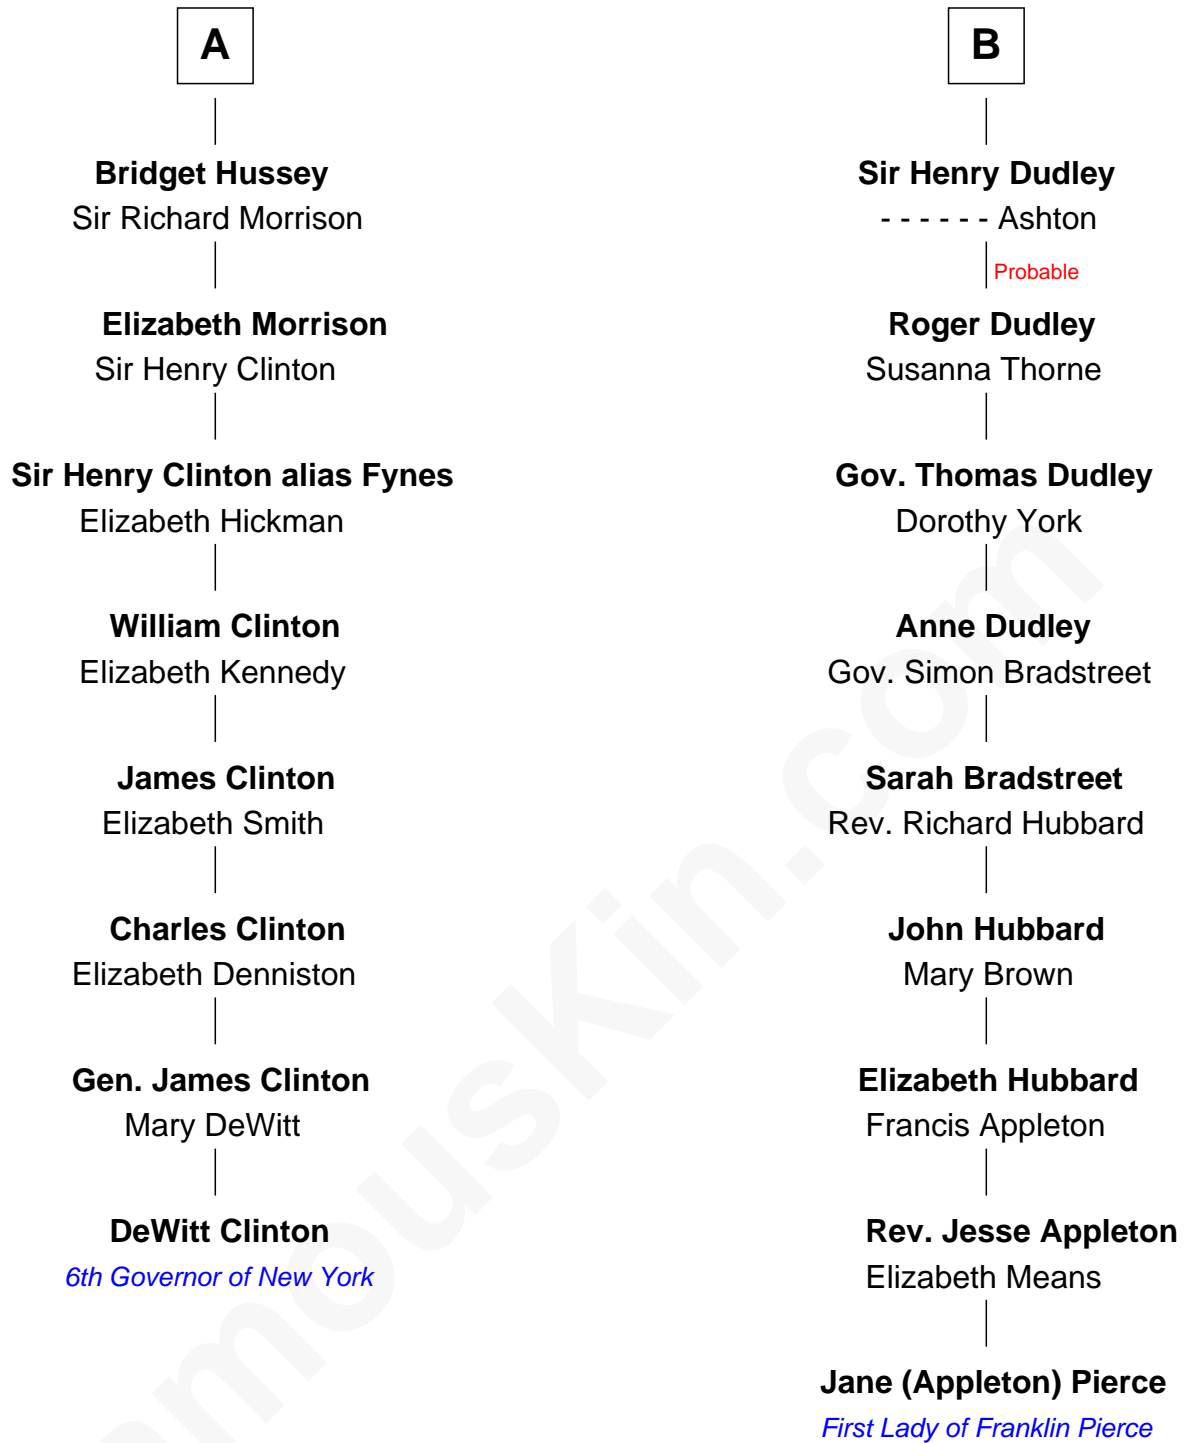 A
Bridget Hussey
Sir Richard Morrison
Elizabeth Morrison
Sir Henry Clinton
Sir Henry Clinton alias Fynes
Elizabeth Hickman
William Clinton
Elizabeth Kennedy
James Clinton
Elizabeth Smith
Charles Clinton
Elizabeth Denniston
Gen. James Clinton
Mary DeWitt
DeWitt Clinton
6th Governor of New York
B
Sir Henry Dudley
- - - - - - Ashton
Probable
Roger Dudley
Susanna Thorne
Gov. Thomas Dudley
Dorothy York
Anne Dudley
Gov. Simon Bradstreet
Sarah Bradstreet
Rev. Richard Hubbard
John Hubbard
Mary Brown
Elizabeth Hubbard
Francis Appleton
Rev. Jesse Appleton
Elizabeth Means
Jane (Appleton) Pierce
First Lady of Franklin Pierce
amouskin.com